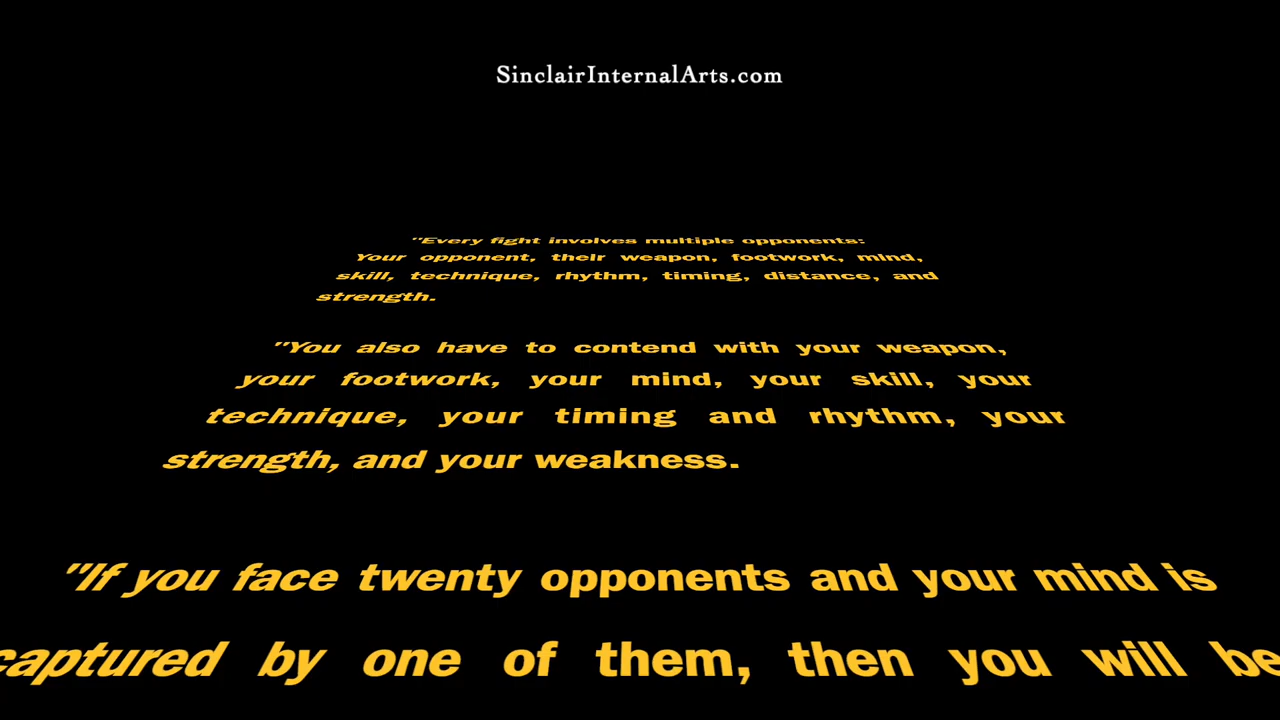 SinclairInternalArts.com
"Every fight involves multiple opponents:
Your opponent, their weapon, footwork, mind,
skill, technique, rhythm, timing, distance, and
strength.
"You also have to contend with your weapon,
your footwork, your mind, your skill, your
technique, your timing and rhythm, your
strength, and your weakness.
"If you face twenty opponents and your mind is
captured by one of them, then you will be